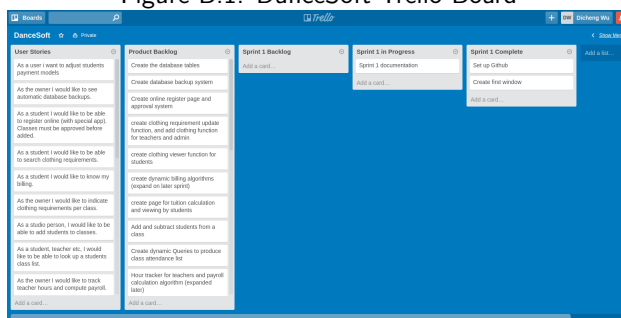 Figure D.1: DanceSoft Trello Board
Boards
Trello
DW Dicheng Wu
DanceSoft
Private
User Stories
As a user i want to adjust students
payment models
As the owner I would like to see
automatic database backups.
As a student I would like to be able
to register online (with special app).
Classes must be approved before
added.
As a student I would like to be able
to search clothing requirements.
As a student I would like to know my
billing.
As the owner I would like to indicate
clothing requirements per class.
As a studio person, I would like to be
able to add students to classes.
As a student, teacher etc, I would
like to be able to look up a students
class list.
As the owner I would like to track
teacher hours and compute payroll.
Add a card...
Product Backlog
Create the database tables
Create database backup system
Create online register page and
approval system
create clothing requirement update
function, and add clothing function
for teachers and admin
create clothing viewer function for
students
create dynamic billing algorithms
(expand on later sprint)
create page for tuition calculation
and viewing by students
Add and subtract students from a
class
Create dynamic Queries to produce
class attendance list
Hour tracker for teachers and payroll
calculation algorithm (expanded
later)
Add a card...
Sprint 1 Backlog
Add a card...
Sprint 1 in Progress
Sprint 1 documentation
Add a card...
Sprint 1 Complete
Set up Github
Create first window
Add a card...
Show
Add a list...